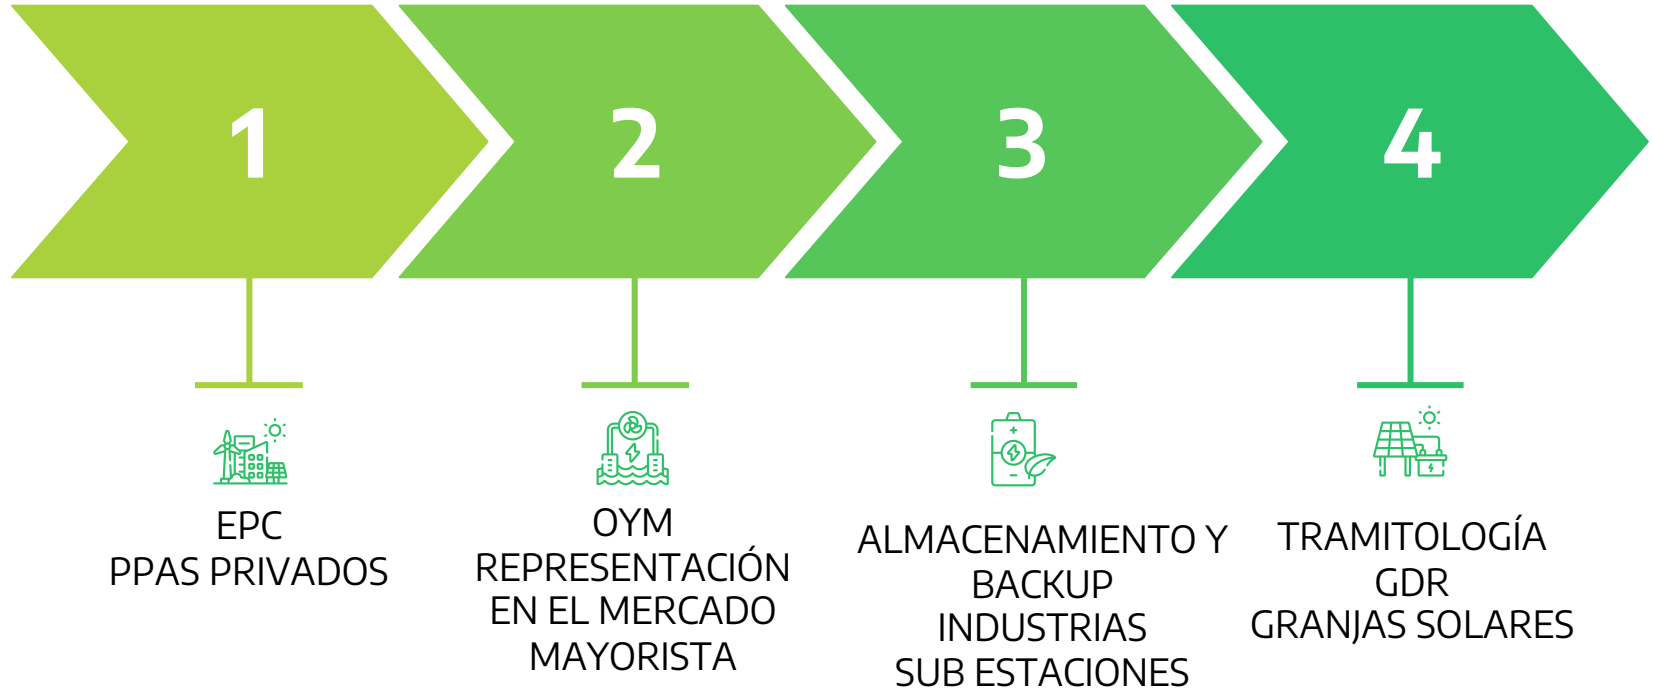 1
2
3
4
EPC
PPAS PRIVADOS
OYM
REPRESENTACIÓN
EN EL MERCADO
MAYORISTA
ALMACENAMIENTO Y
BACKUP
INDUSTRIAS
SUB ESTACIONES
TRAMITOLOGÍA
GDR
GRANJAS SOLARES